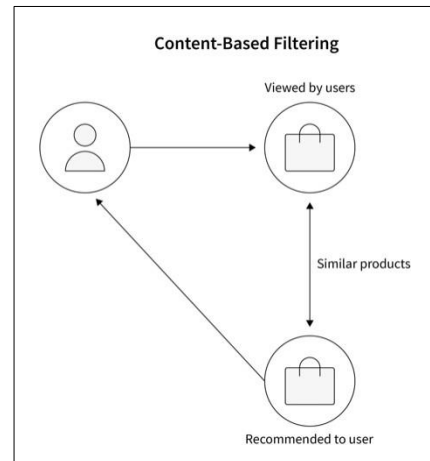 Content-Based Filtering
Viewed by users
Similar products
Recommended to user